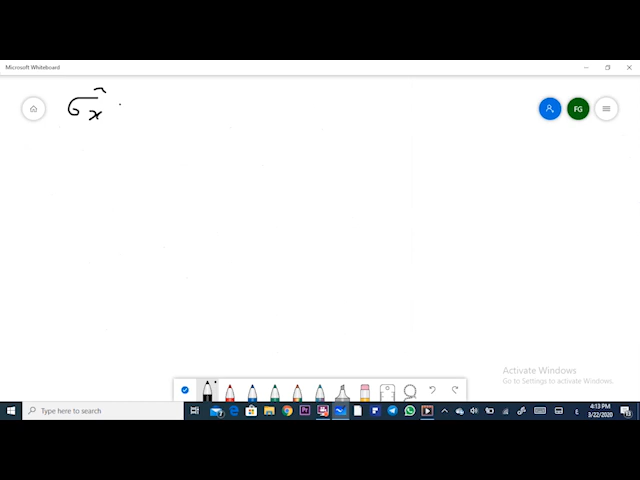 Microsoft Whiteboard
FG
Activate Windows
Go to Settings to activate Windows.
Type here to search
4:13 PM
3/22/2020